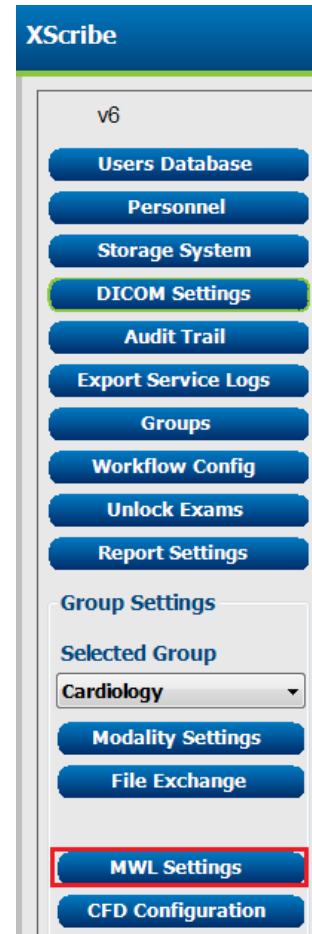 XScribe
v6
Users Database
Personnel
Storage System
DICOM Settings
Audit Trail
Export Service Logs
Groups
Workflow Config
Unlock Exams
Report Settings
Group Settings
Selected Group
Cardiology
Modality Settings
File Exchange
MWL Settings
CFD Configuration